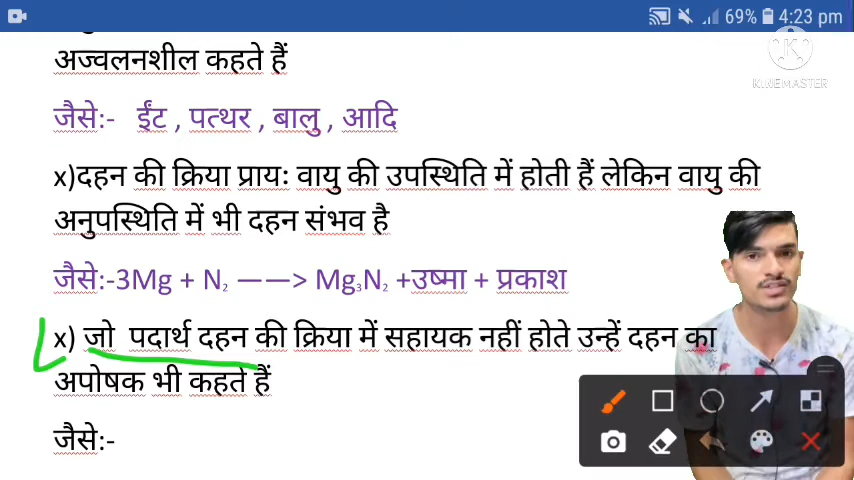 69% 4:23 pm
अज्वलनशील कहते हैं
KINEMASTER
जैसे:- ईंट , पत्थर , बालु , आदि
x)दहन की क्रिया प्रायः वायु की उपस्थिति में होती हैं लेकिन वायु की
अनुपस्थिति में भी दहन संभव है
जैसे:-3Mg + N₂ ——> Mg₃N₂ +उष्मा + प्रकाश
x) जो पदार्थ दहन की क्रिया में सहायक नहीं होते उन्हें दहन का
अपोषक भी कहते हैं
जैसे:-